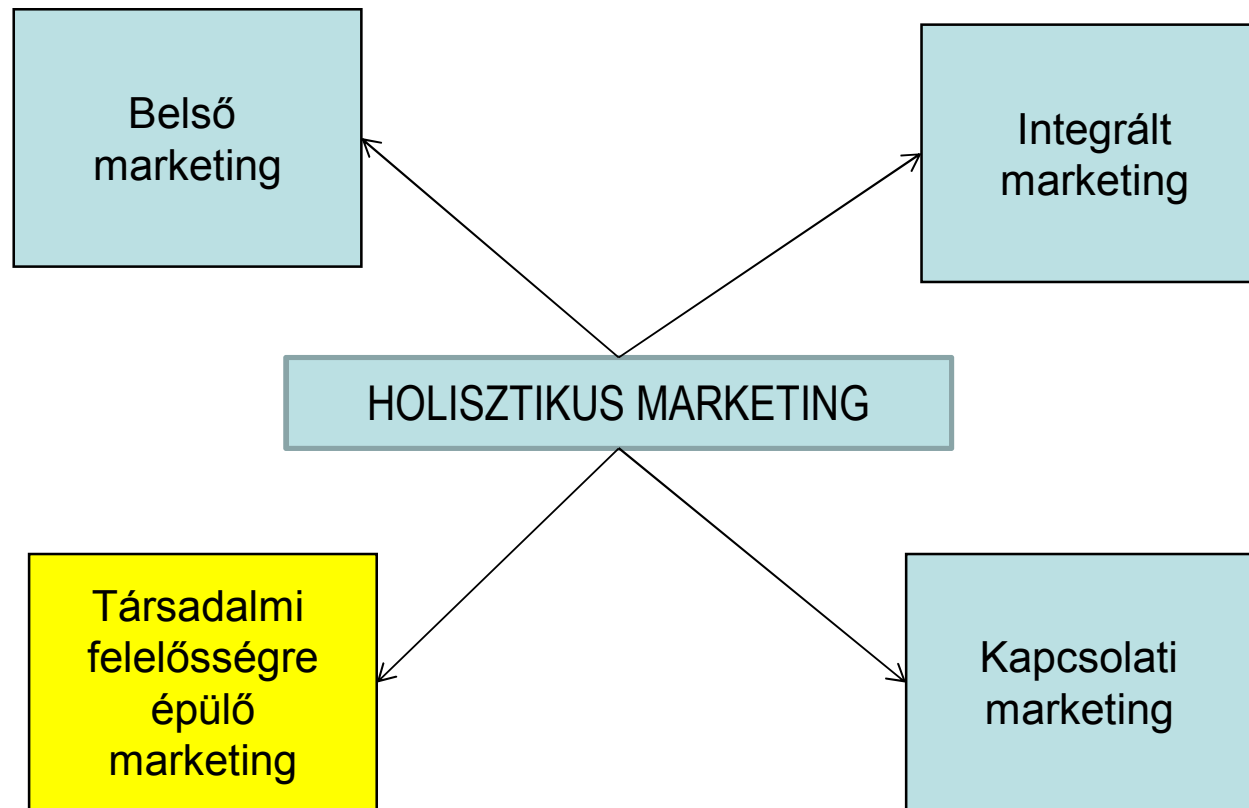 Belső
marketing
Integrált
marketing
HOLISZTIKUS MARKETING
Társadalmi
felelősségre
épülő
marketing
Kapcsolati
marketing